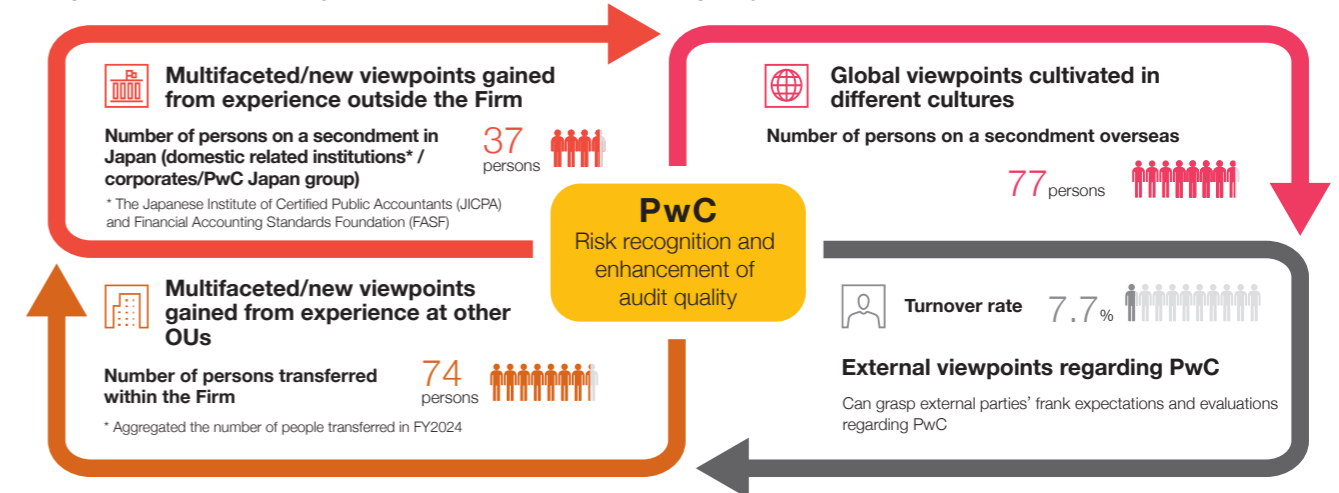 Multifaceted/new viewpoints gained
from experience outside the Firm
Number of persons on a secondment in
Japan (domestic related institutions* /
corporates/PwC Japan group)
37
persons
* The Japanese Institute of Certified Public Accountants (JICPA)
and Financial Accounting Standards Foundation (FASF)
Global viewpoints cultivated in
different cultures
Number of persons on a secondment overseas
77 persons
PwC
Risk recognition and
enhancement of
audit quality
Multifaceted/new viewpoints
gained from experience at other
OUs
Number of persons transferred
within the Firm
74
persons
* Aggregated the number of people transferred in FY2024
Turnover rate 7.7%
External viewpoints regarding PwC
Can grasp external parties’ frank expectations and evaluations
regarding PwC